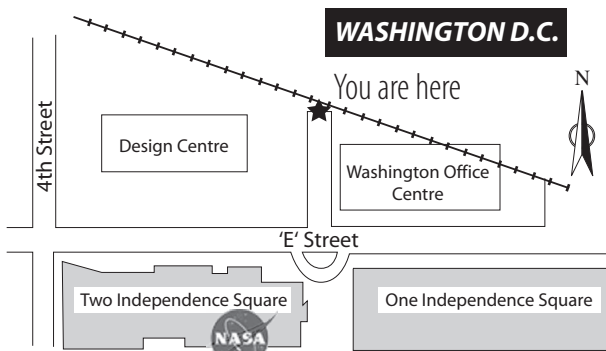 WASHINGTON D.C.
You are here
N
4th Street
Design Centre
Washington Office
Centre
'E' Street
Two Independence Square
One Independence Square
NASA